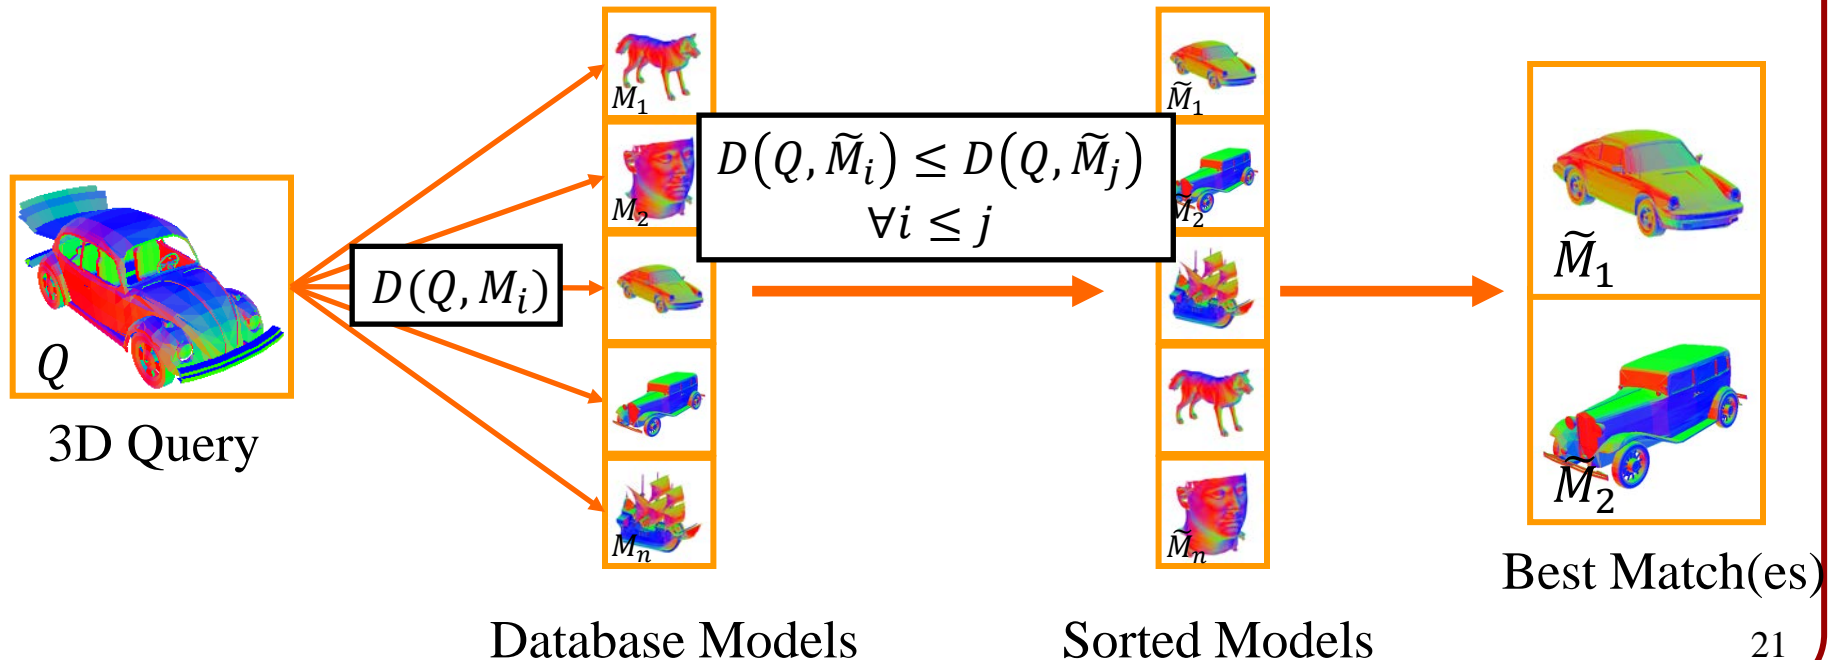 Q
3D Query
D(Q, M_i)
M_1
M_2
M_n
Database Models
D(Q, M̃_i) ≤ D(Q, M̃_j)
∀i ≤ j
M̃_1
M̃_2
M̃_n
Sorted Models
M̃_1
M̃_2
Best Match(es)
21